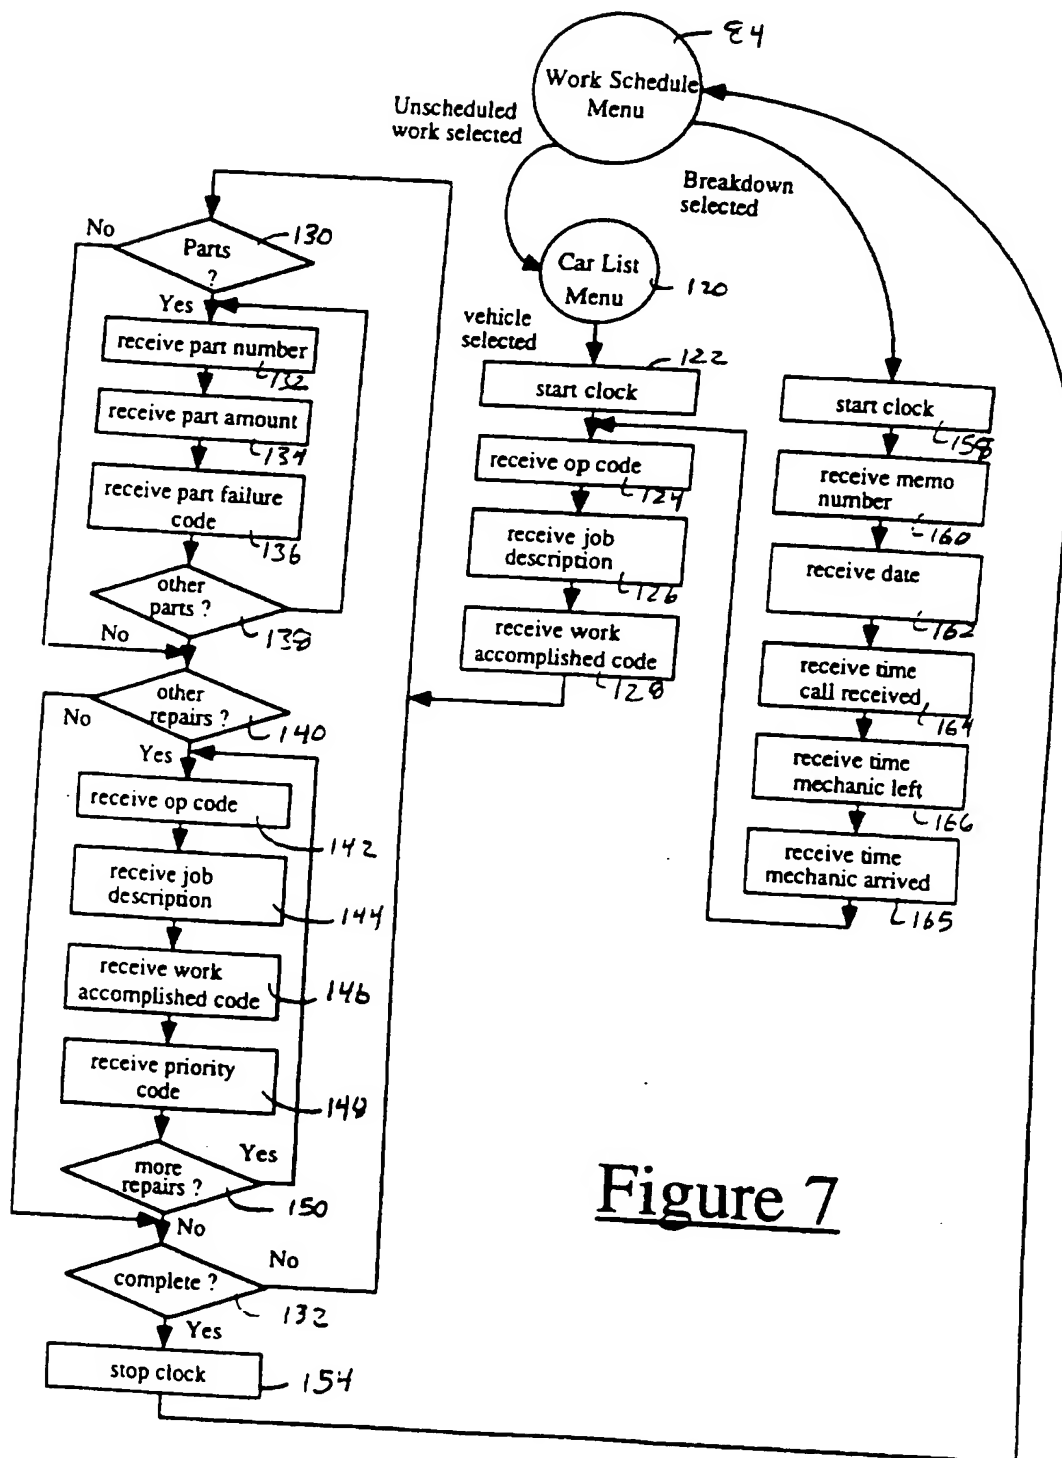 84
Work Schedule
Menu
Unscheduled
work selected
Breakdown
selected
Car List
Menu
120
vehicle
selected
122
start clock
receive op code
124
receive job
description
126
receive work
accomplished code
128
start clock
158
receive memo
number
160
receive date
162
receive time
call received
164
receive time
mechanic left
166
receive time
mechanic arrived
165
No
Parts
?
130
Yes
receive part number
132
receive part amount
134
receive part failure
code
136
other
parts ?
138
No
other
repairs ?
140
No
Yes
receive op code
142
receive job
description
144
receive work
accomplished code
146
receive priority
code
148
more
repairs ?
Yes
150
No
complete ?
No
132
Yes
stop clock
154
Figure 7